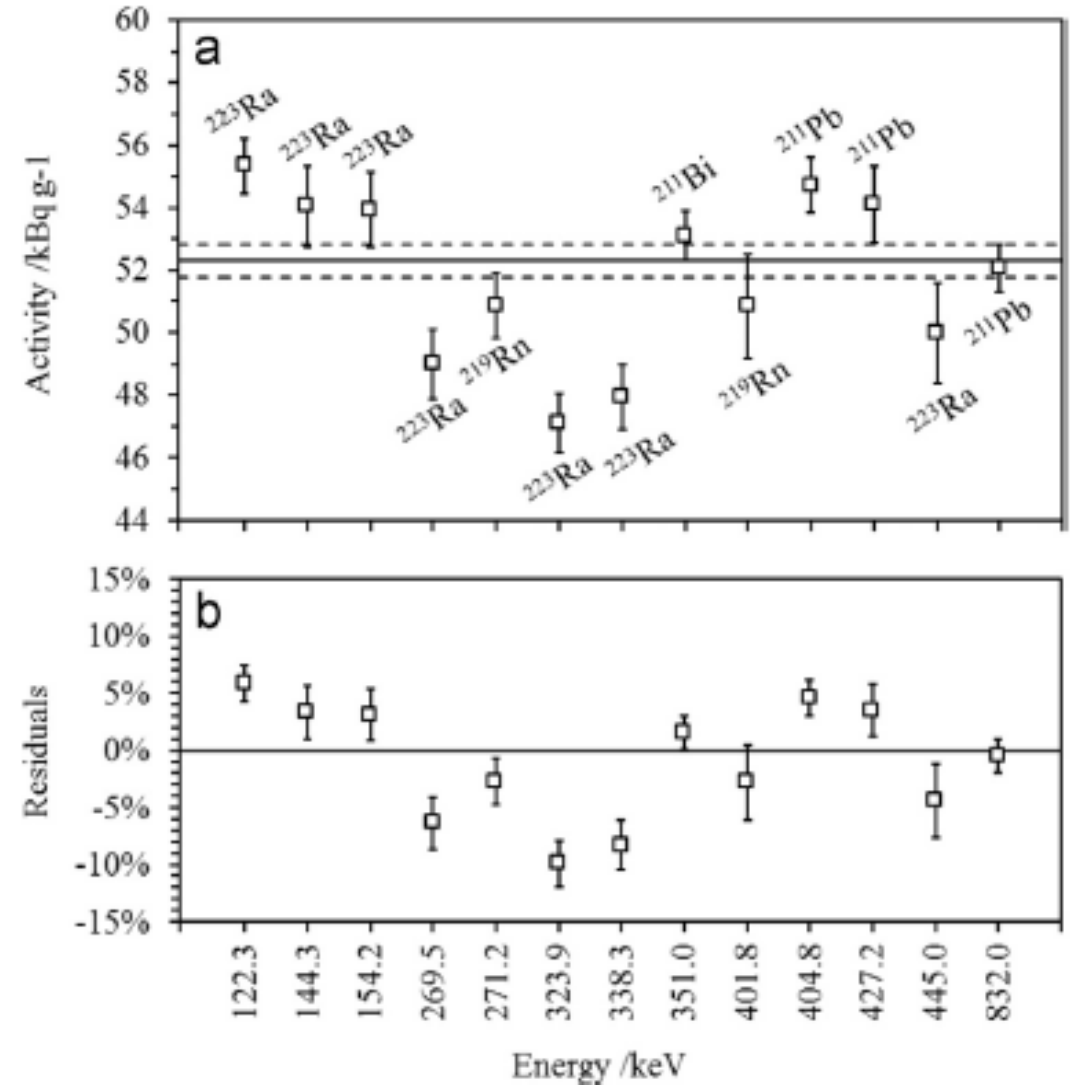 a
60
58
56
54
52
50
48
46
44
Activity /kBq g-1
²²³Ra
²²³Ra
²²³Ra
²²³Ra
²¹⁹Rn
²²³Ra
²²³Ra
²¹¹Bi
²¹⁹Rn
²¹¹Pb
²¹¹Pb
²²³Ra
²¹¹Pb
b
15%
10%
5%
0%
-5%
-10%
-15%
Residuals
122.3
144.3
154.2
269.5
271.2
323.9
338.3
351.0
401.8
404.8
427.2
445.0
832.0
Energy /keV